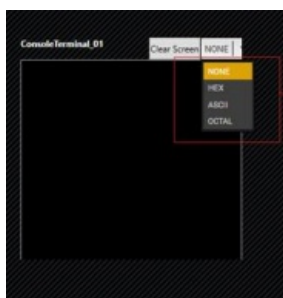 ConsoleTerminal_01
Clear Screen NONE
NONE
HEX
ASCII
OCTAL